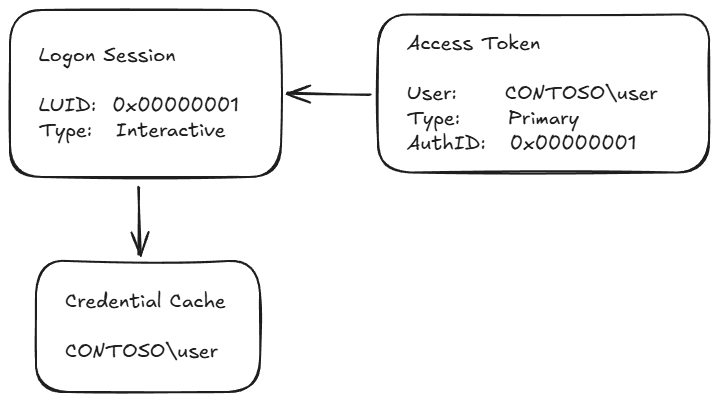 Logon Session
LUID: 0x00000001
Type: Interactive
Access Token
User: CONTOSO\user
Type: Primary
AuthID: 0x00000001
Credential Cache
CONTOSO\user